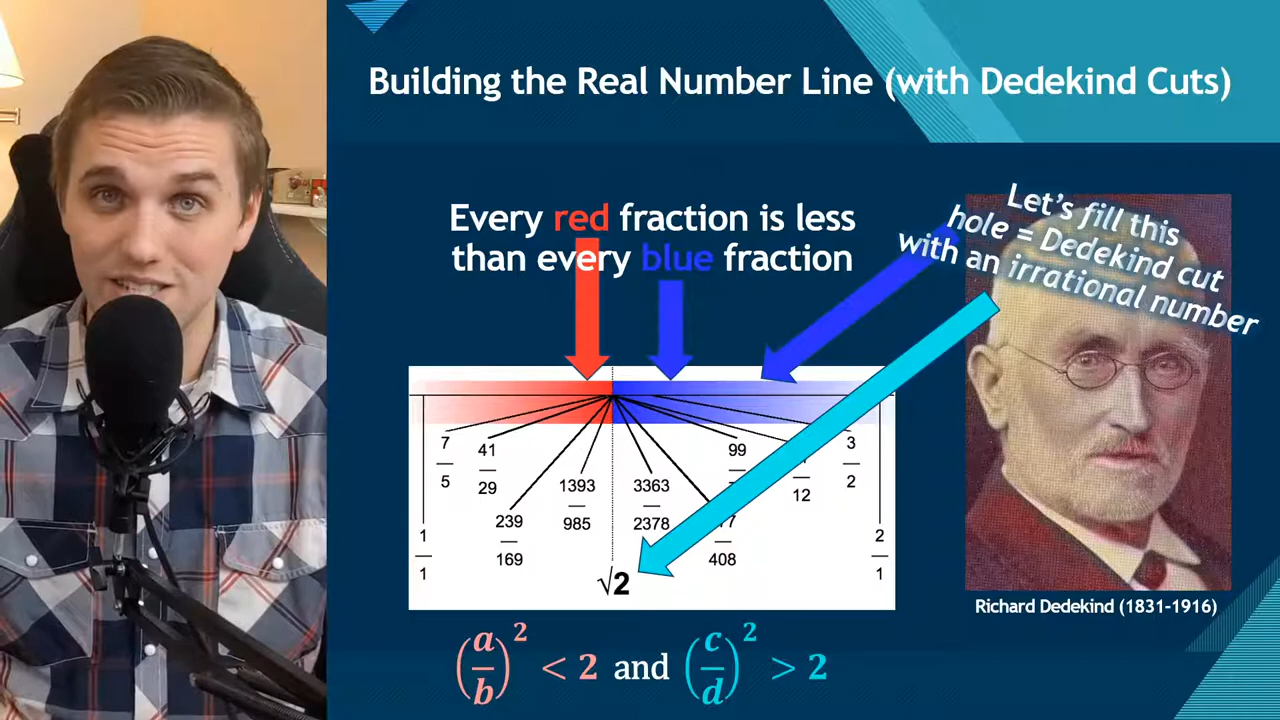 Building the Real Number Line (with Dedekind Cuts)
Every red fraction is less
than every blue fraction
Let's fill this
hole = Dedekind cut
with an irrational number
7
5
41
29
1393
985
3363
2378
99
3
2
12
239
169
408
1
1
2
1
√2
Richard Dedekind (1831-1916)
(a/b)² < 2 and (c/d)² > 2